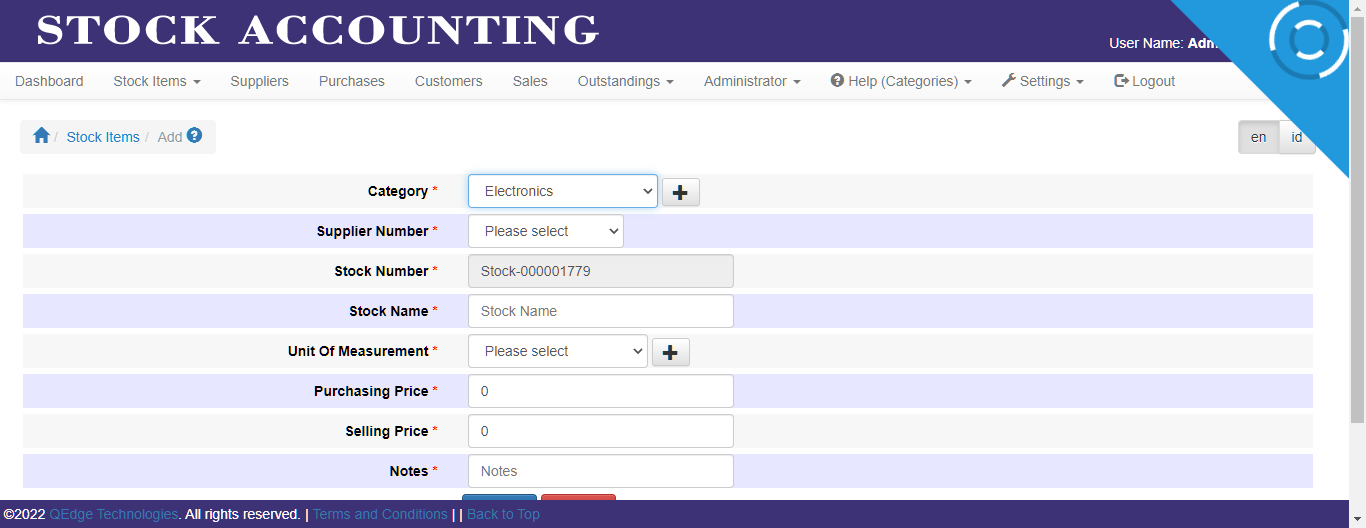 STOCK ACCOUNTING
User Name: Adm
Dashboard Stock Items Suppliers Purchases Customers Sales Outstandings Administrator Help (Categories) Settings Logout
/ Stock Items / Add
en id
Category * Electronics
Supplier Number * Please select
Stock Number * Stock-000001779
Stock Name * Stock Name
Unit Of Measurement * Please select
Purchasing Price * 0
Selling Price * 0
Notes * Notes
©2022 QEdge Technologies. All rights reserved. | Terms and Conditions | | Back to Top